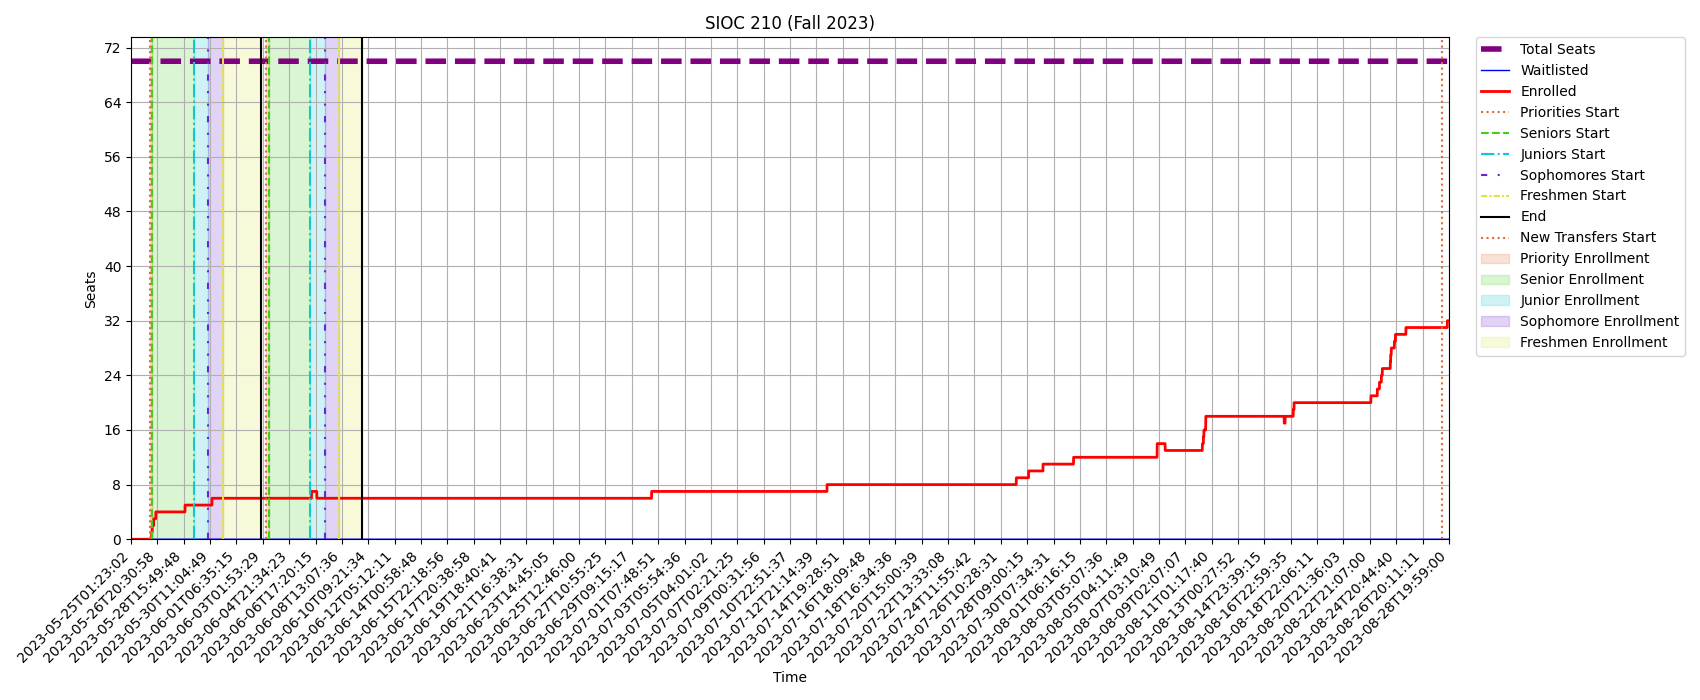 SIOC 210 (Fall 2023)
72
64
56
48
40
32
24
16
8
0
Seats
2023-05-25T01:23:02
2023-05-26T20:30:58
2023-05-28T15:49:48
2023-05-30T11:04:49
2023-06-01T06:35:15
2023-06-03T01:53:29
2023-06-04T21:34:23
2023-06-06T17:20:15
2023-06-08T13:07:36
2023-06-10T09:21:34
2023-06-12T05:12:11
2023-06-14T00:58:48
2023-06-15T22:18:56
2023-06-17T20:38:58
2023-06-19T18:40:41
2023-06-21T16:38:31
2023-06-23T14:45:05
2023-06-25T12:46:00
2023-06-27T10:55:25
2023-06-29T09:15:17
2023-07-01T07:48:51
2023-07-03T05:54:36
2023-07-05T04:01:02
2023-07-07T02:21:25
2023-07-09T00:31:56
2023-07-10T22:51:37
2023-07-12T21:14:39
2023-07-14T19:28:51
2023-07-16T18:09:48
2023-07-18T16:34:36
2023-07-20T15:00:39
2023-07-22T13:33:08
2023-07-24T11:55:42
2023-07-26T10:28:31
2023-07-28T09:00:15
2023-07-30T07:34:31
2023-08-01T06:16:15
2023-08-03T05:07:36
2023-08-05T04:11:49
2023-08-07T03:10:49
2023-08-09T02:07:07
2023-08-11T01:17:40
2023-08-13T00:27:52
2023-08-14T23:39:15
2023-08-16T22:59:35
2023-08-18T22:06:11
2023-08-20T21:36:03
2023-08-22T21:07:00
2023-08-24T20:44:40
2023-08-26T20:11:11
2023-08-28T19:59:00
Time
Total Seats
Waitlisted
Enrolled
Priorities Start
Seniors Start
Juniors Start
Sophomores Start
Freshmen Start
End
New Transfers Start
Priority Enrollment
Senior Enrollment
Junior Enrollment
Sophomore Enrollment
Freshmen Enrollment